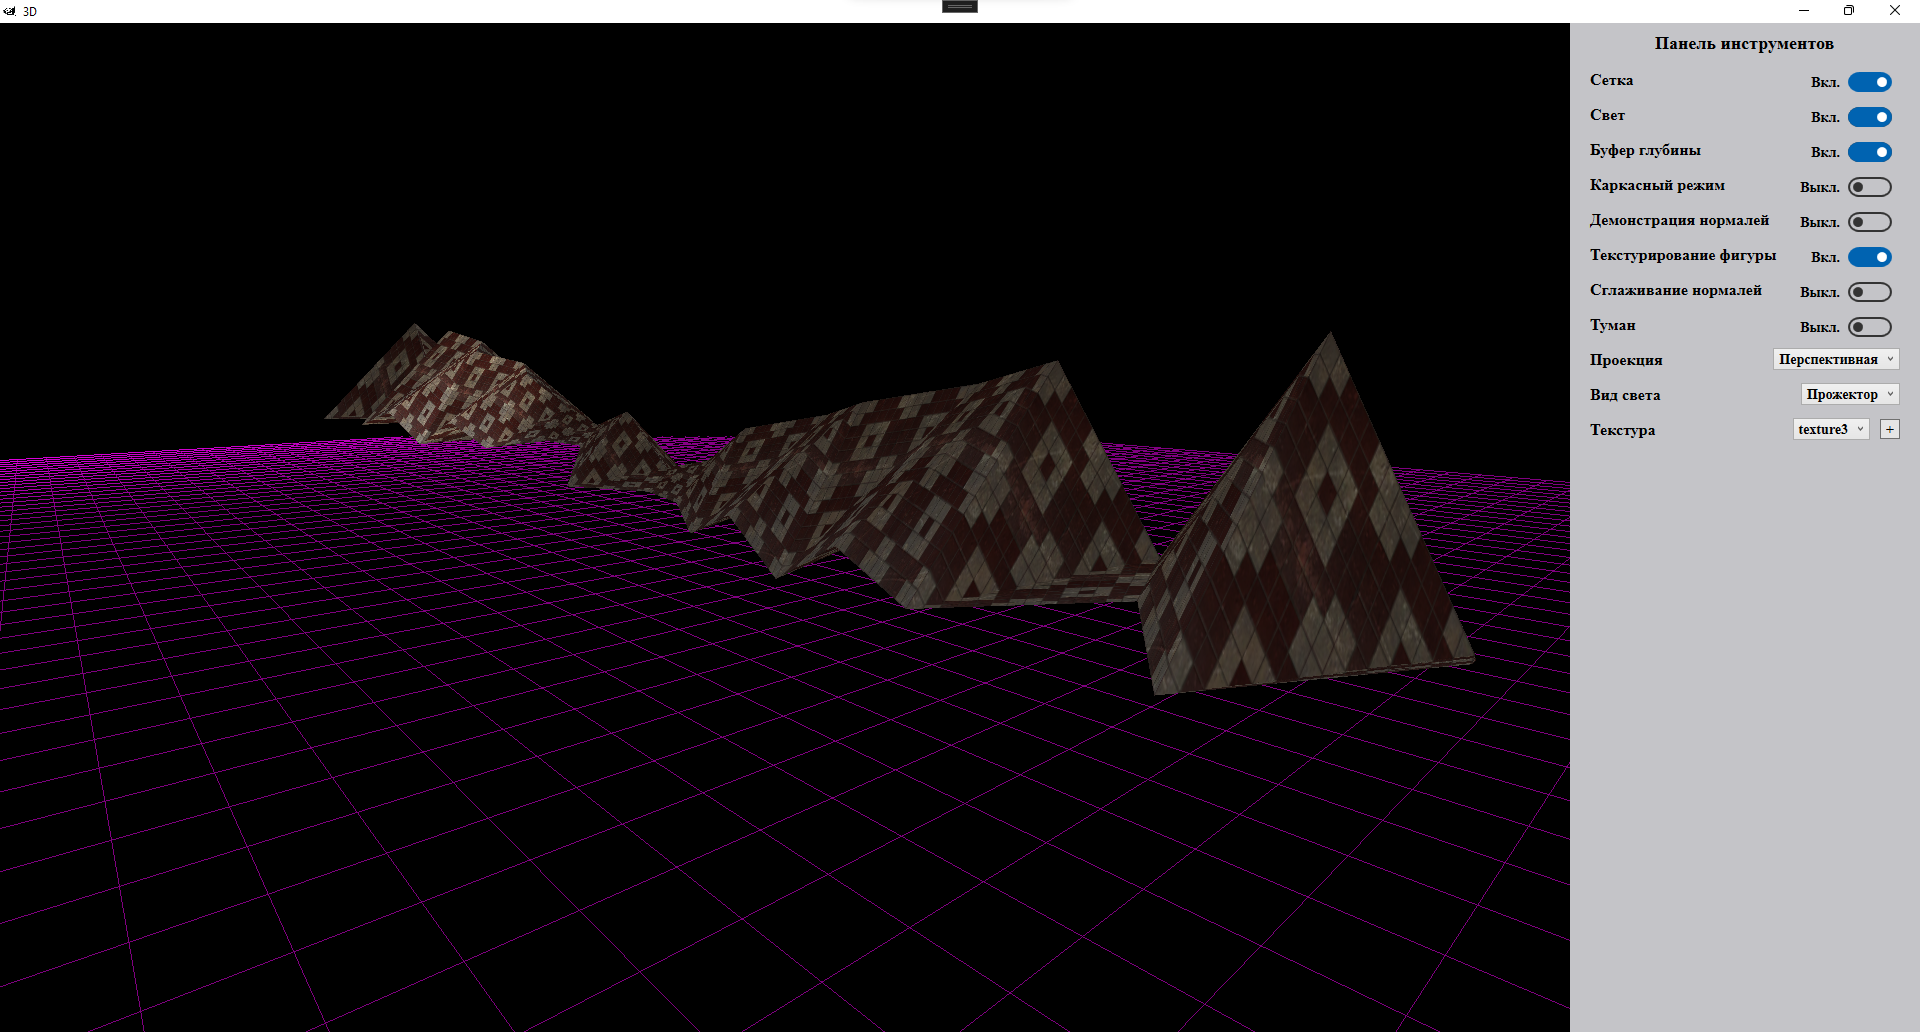 3D
Панель инструментов
Сетка Вкл.
Свет Вкл.
Буфер глубины Вкл.
Каркасный режим Выкл.
Демонстрация нормалей Выкл.
Текстурирование фигуры Вкл.
Сглаживание нормалей Выкл.
Туман Выкл.
Проекция Перспективная
Вид света Прожектор
Текстура texture3 +